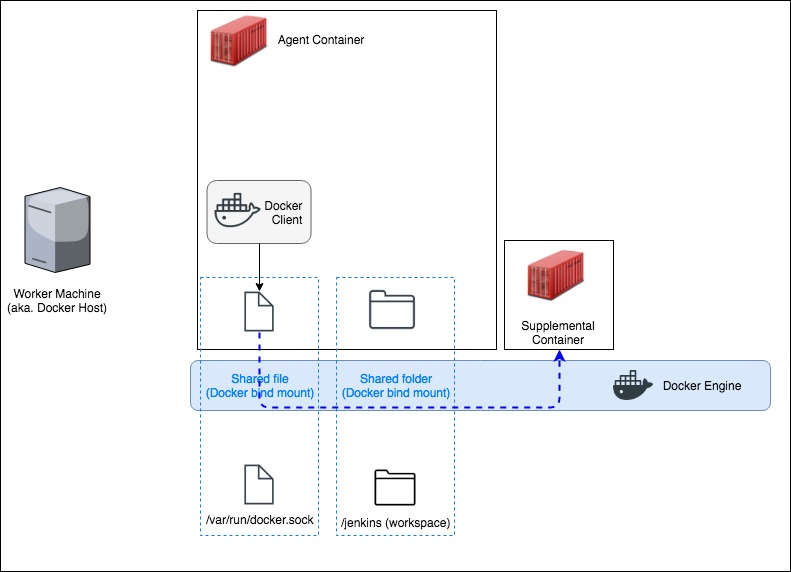 Agent Container
Docker
Client
Worker Machine
(aka. Docker Host)
Supplemental
Container
Shared file
(Docker bind mount)
Shared folder
(Docker bind mount)
Docker Engine
/var/run/docker.sock
/jenkins (workspace)